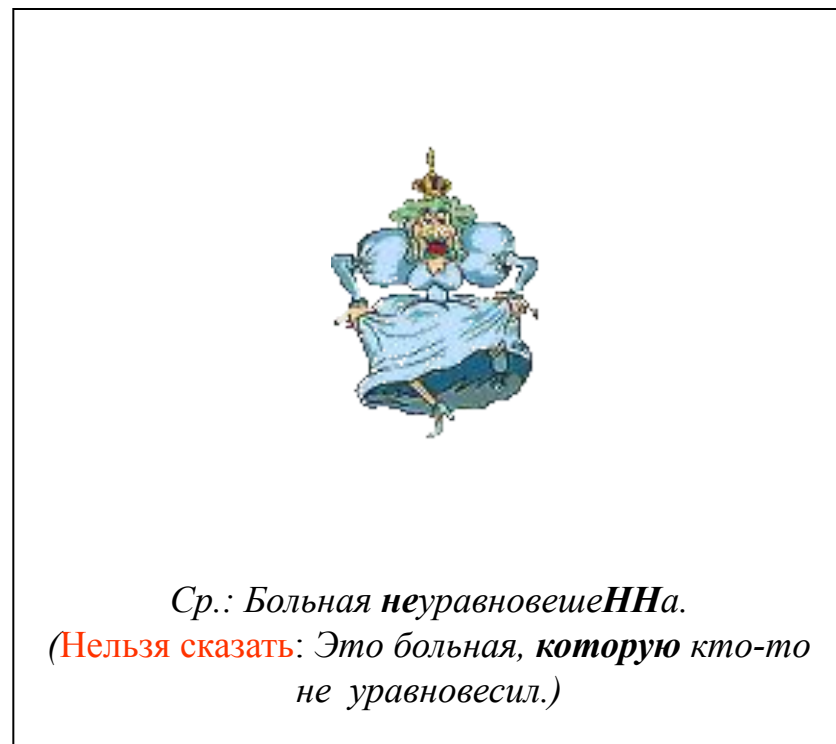 Ср.: Больная неуравновешеННа.
(Нельзя сказать: Это больная, которую кто-то
не уравновесил.)